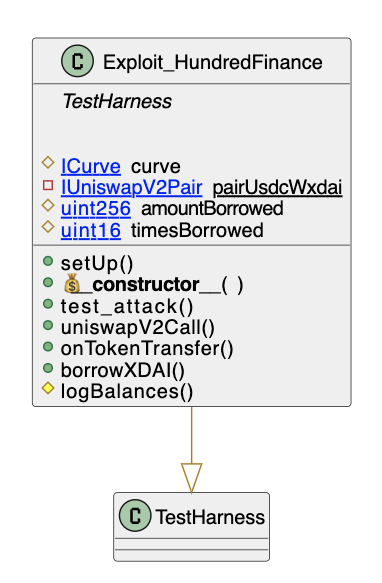 C Exploit_HundredFinance
TestHarness
ICurve curve
IUniswapV2Pair pairUsdcWxdai
uint256 amountBorrowed
uint16 timesBorrowed
setUp()
💰__constructor__( )
test_attack()
uniswapV2Call()
onTokenTransfer()
borrowXDAI()
logBalances()
C TestHarness